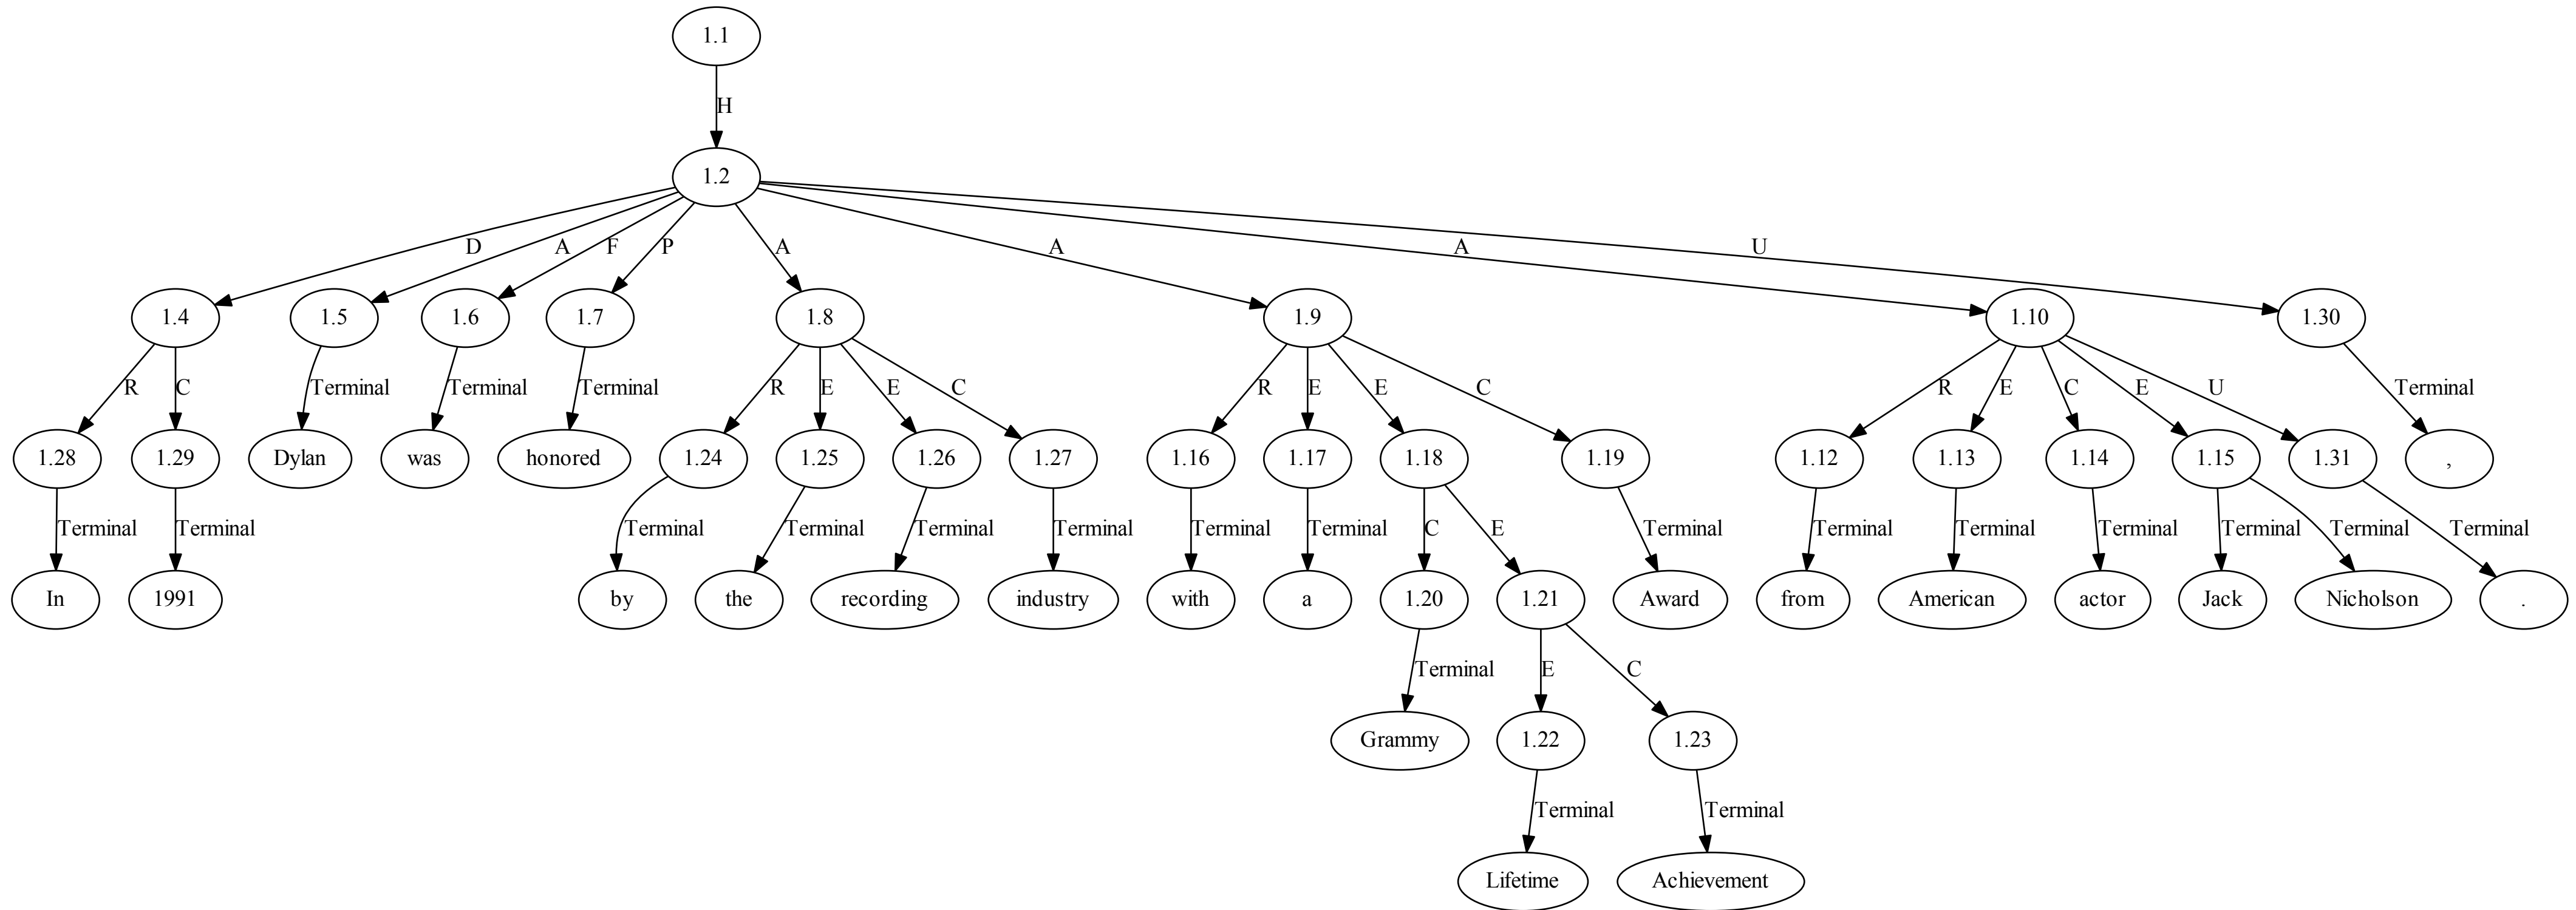 1.1
H
1.2
D A F P A A A U
1.4 1.5 1.6 1.7 1.8 1.9 1.10 1.30
R C Terminal Terminal Terminal R E E C R E E C R E C E U Terminal
1.28 1.29 Dylan was honored 1.24 1.25 1.26 1.27 1.16 1.17 1.18 1.19 1.12 1.13 1.14 1.15 1.31 ,
Terminal Terminal Terminal Terminal Terminal Terminal Terminal Terminal C E Terminal Terminal Terminal Terminal Terminal Terminal Terminal
In 1991 by the recording industry with a 1.20 1.21 Award from American actor Jack Nicholson .
Terminal E C
Grammy 1.22 1.23
Terminal Terminal
Lifetime Achievement